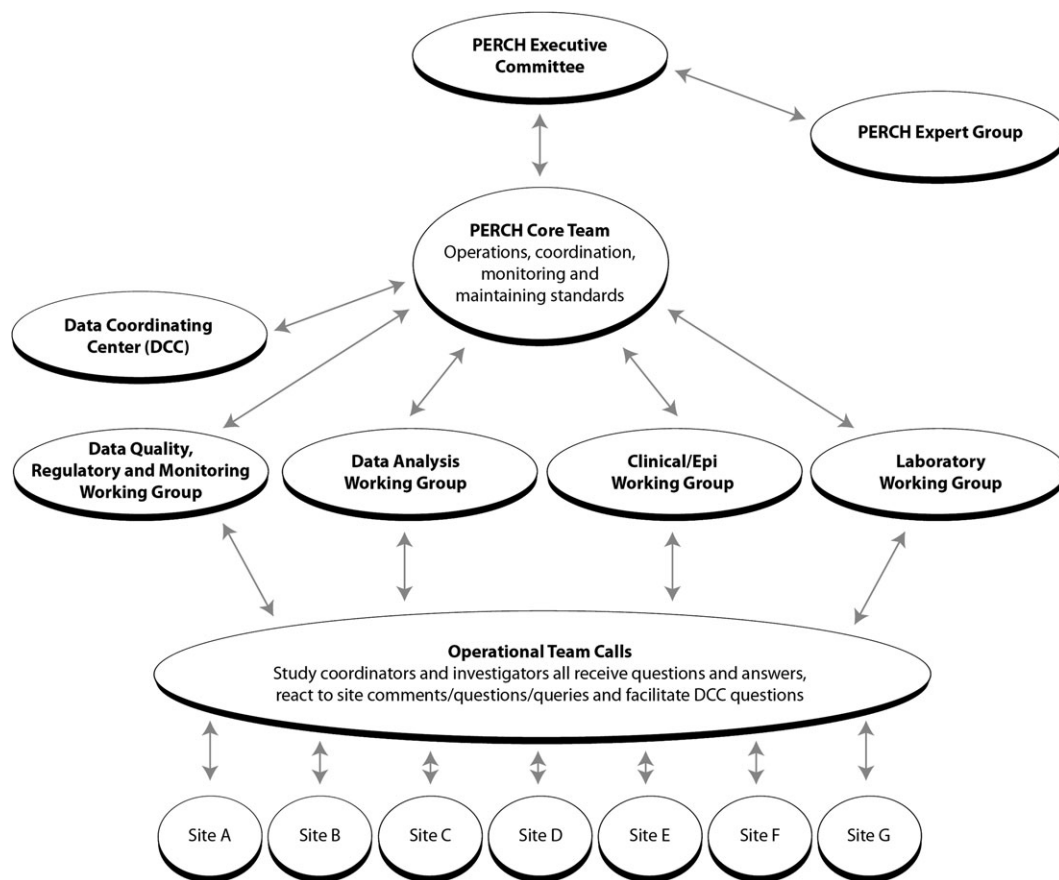 PERCH Executive
Committee
PERCH Expert Group
PERCH Core Team
Operations, coordination,
monitoring and
maintaining standards
Data Coordinating
Center (DCC)
Data Quality,
Regulatory and Monitoring
Working Group
Data Analysis
Working Group
Clinical/Epi
Working Group
Laboratory
Working Group
Operational Team Calls
Study coordinators and investigators all receive questions and answers,
react to site comments/questions/queries and facilitate DCC questions
Site A
Site B
Site C
Site D
Site E
Site F
Site G